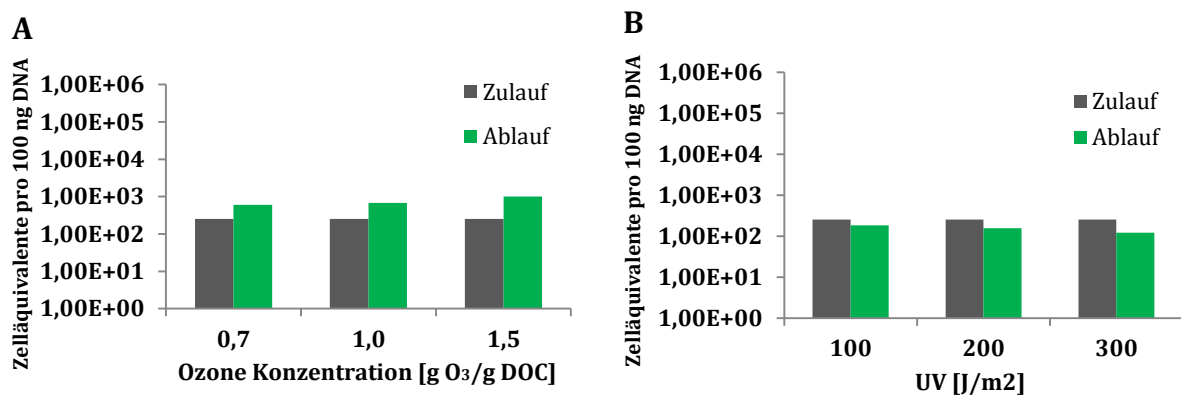 A
Zelläquivalente pro 100 ng DNA
1,00E+06
1,00E+05
1,00E+04
1,00E+03
1,00E+02
1,00E+01
1,00E+00
Zulauf
Ablauf
0,7 1,0 1,5
Ozone Konzentration [g O₃/g DOC]
B
Zelläquivalente pro 100 ng DNA
1,00E+06
1,00E+05
1,00E+04
1,00E+03
1,00E+02
1,00E+01
1,00E+00
Zulauf
Ablauf
100 200 300
UV [J/m2]